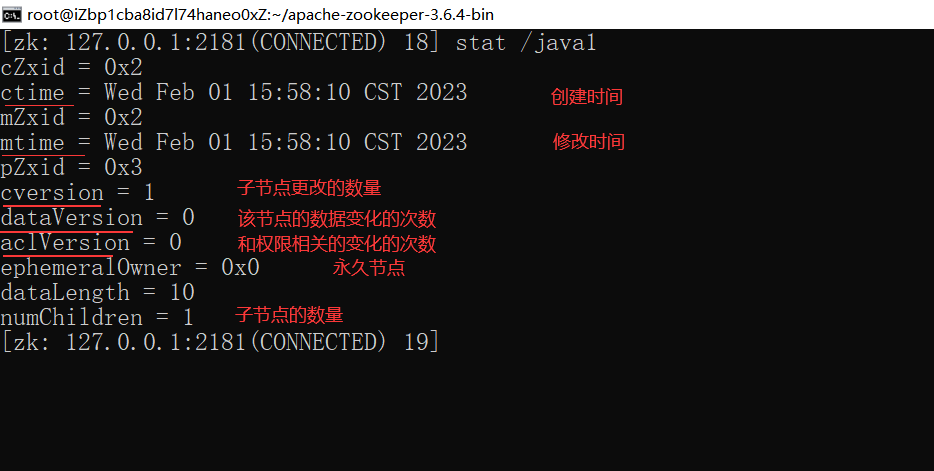 root@iZbp1cba8id7l74haneo0xZ:~/apache-zookeeper-3.6.4-bin
[zk: 127.0.0.1:2181(CONNECTED) 18] stat /java1
cZxid = 0x2
ctime = Wed Feb 01 15:58:10 CST 2023 创建时间
mZxid = 0x2
mtime = Wed Feb 01 15:58:10 CST 2023 修改时间
pZxid = 0x3
cversion = 1 子节点更改的数量
dataVersion = 0 该节点的数据变化的次数
aclVersion = 0 和权限相关的变化的次数
ephemeralOwner = 0x0 永久节点
dataLength = 10
numChildren = 1 子节点的数量
[zk: 127.0.0.1:2181(CONNECTED) 19]